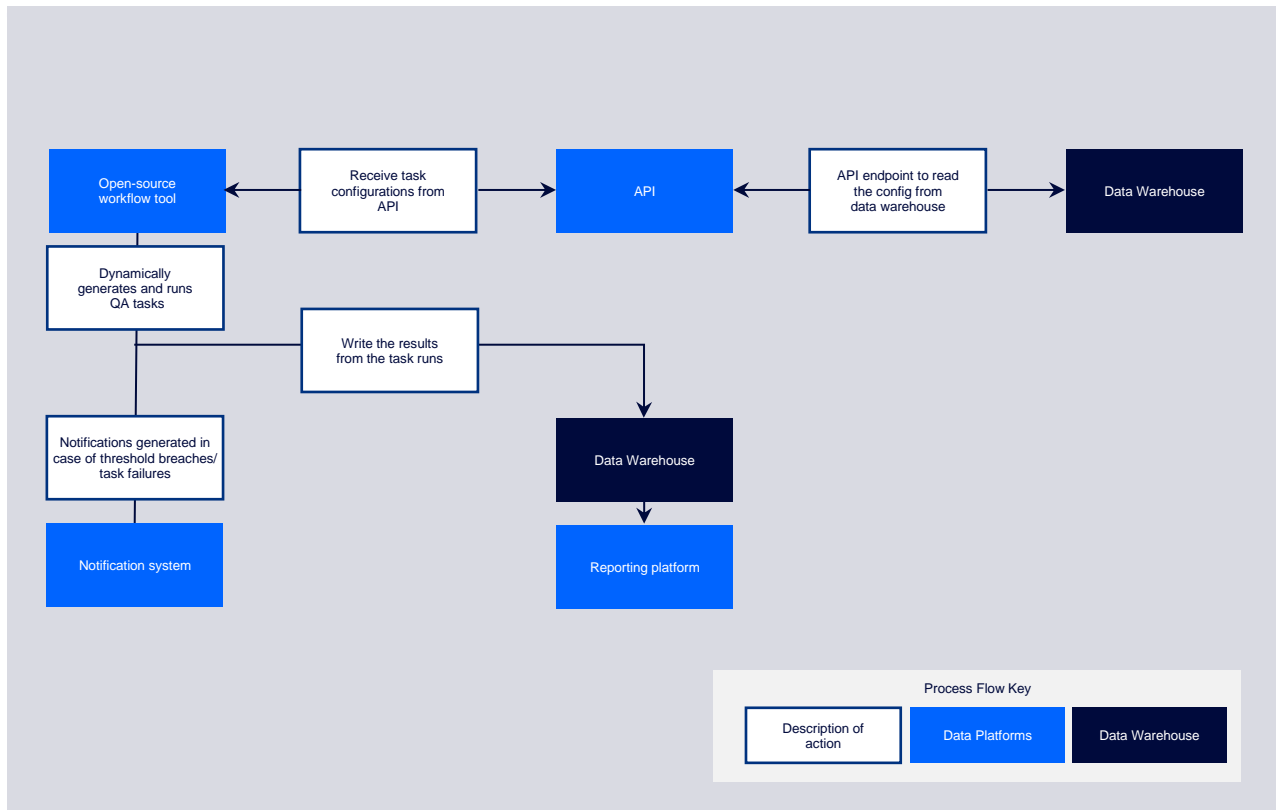 Open-source
workflow tool
Receive task
configurations from
API
API
API endpoint to read
the config from
data warehouse
Data Warehouse
Dynamically
generates and runs
QA tasks
Write the results
from the task runs
Notifications generated in
case of threshold breaches/
task failures
Data Warehouse
Notification system
Reporting platform
Process Flow Key
Description of
action
Data Platforms
Data Warehouse